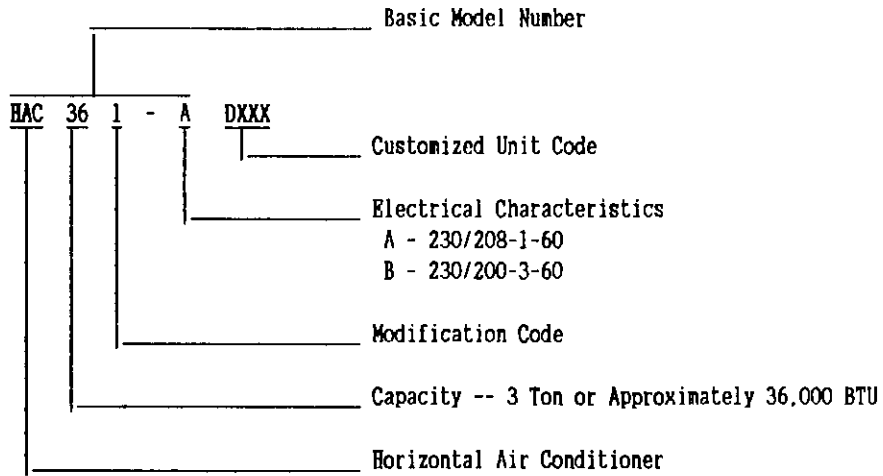 Basic Model Number
HAC 36 1 - A DXXX
Customized Unit Code
Electrical Characteristics
A - 230/208-1-60
B - 230/200-3-60
Modification Code
Capacity -- 3 Ton or Approximately 36,000 BTU
Horizontal Air Conditioner